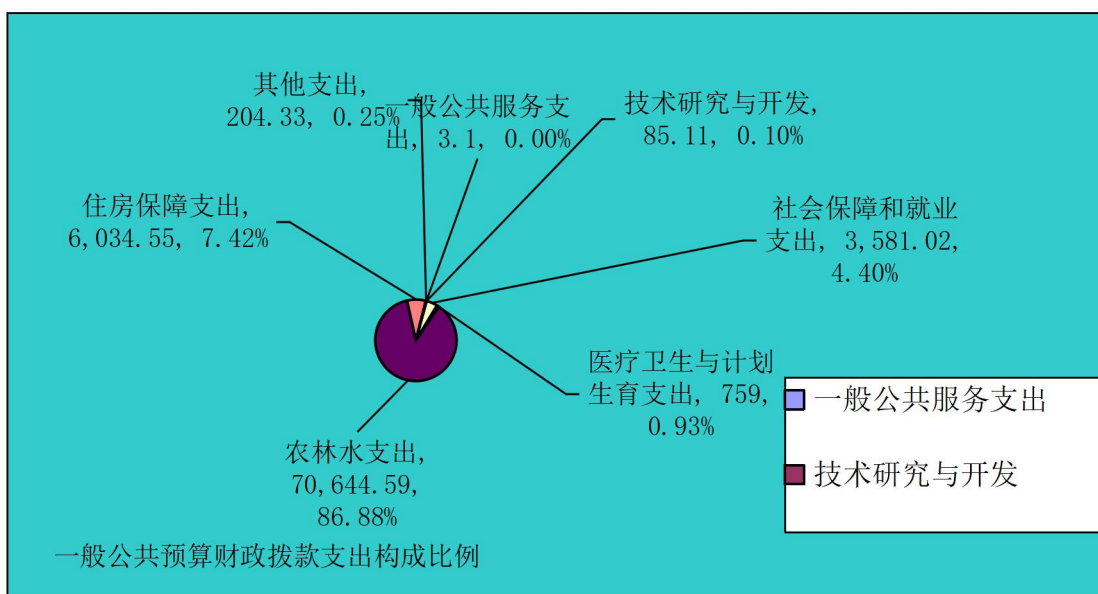 其他支出,
204.33, 0.25%
一般公共服务支
出, 3.1, 0.00%
技术研究与开发,
85.11, 0.10%
住房保障支出,
6,034.55, 7.42%
社会保障和就业
支出, 3,581.02,
4.40%
医疗卫生与计划
生育支出, 759,
0.93%
农林水支出,
70,644.59,
86.88%
一般公共服务支出
技术研究与开发
一般公共预算财政拨款支出构成比例